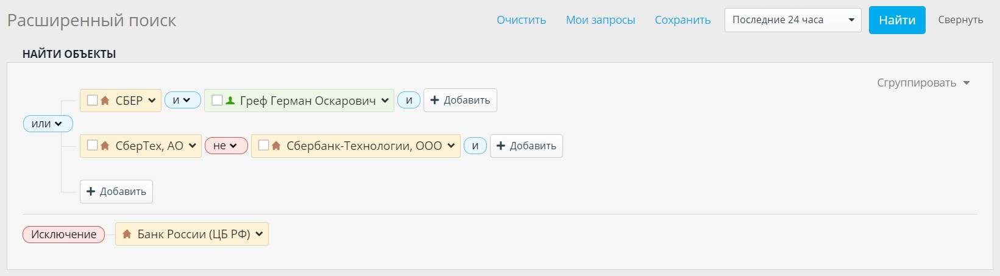 Расширенный поиск Очистить Мои запросы Сохранить Последние 24 часа Найти Свернуть
НАЙТИ ОБЪЕКТЫ
Сгруппировать
СБЕР и Греф Герман Оскарович и + Добавить
или
СберТех, АО не Сбербанк-Технологии, ООО и + Добавить
+ Добавить
Исключение Банк России (ЦБ РФ)